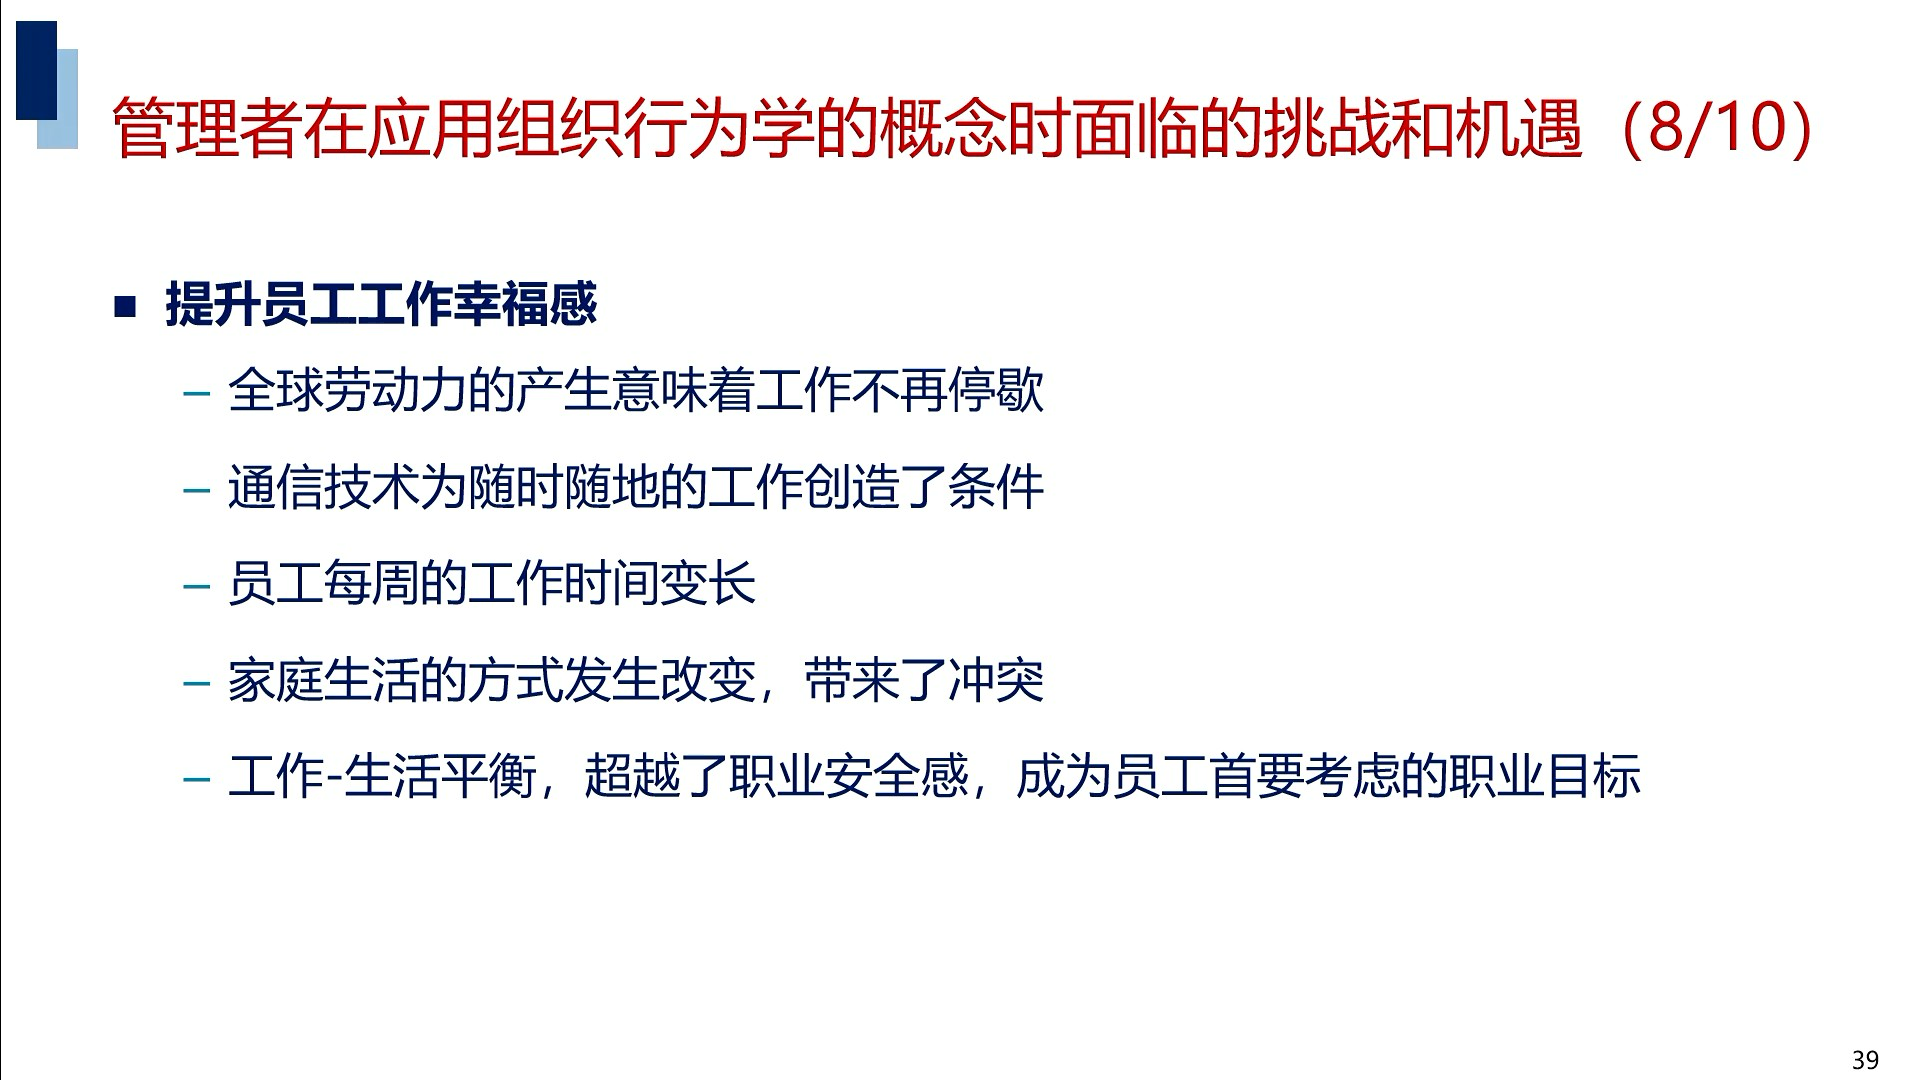 管理者在应用组织行为学的概念时面临的挑战和机遇（8/10）
■ 提升员工工作幸福感
– 全球劳动力的产生意味着工作不再停歇
– 通信技术为随时随地的工作创造了条件
– 员工每周的工作时间变长
– 家庭生活的方式发生改变，带来了冲突
– 工作-生活平衡，超越了职业安全感，成为员工首要考虑的职业目标
39